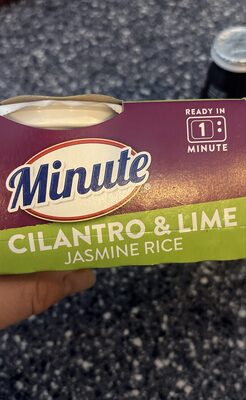 READY IN
1
MINUTE
Minute®
CILANTRO & LIME
JASMINE RICE